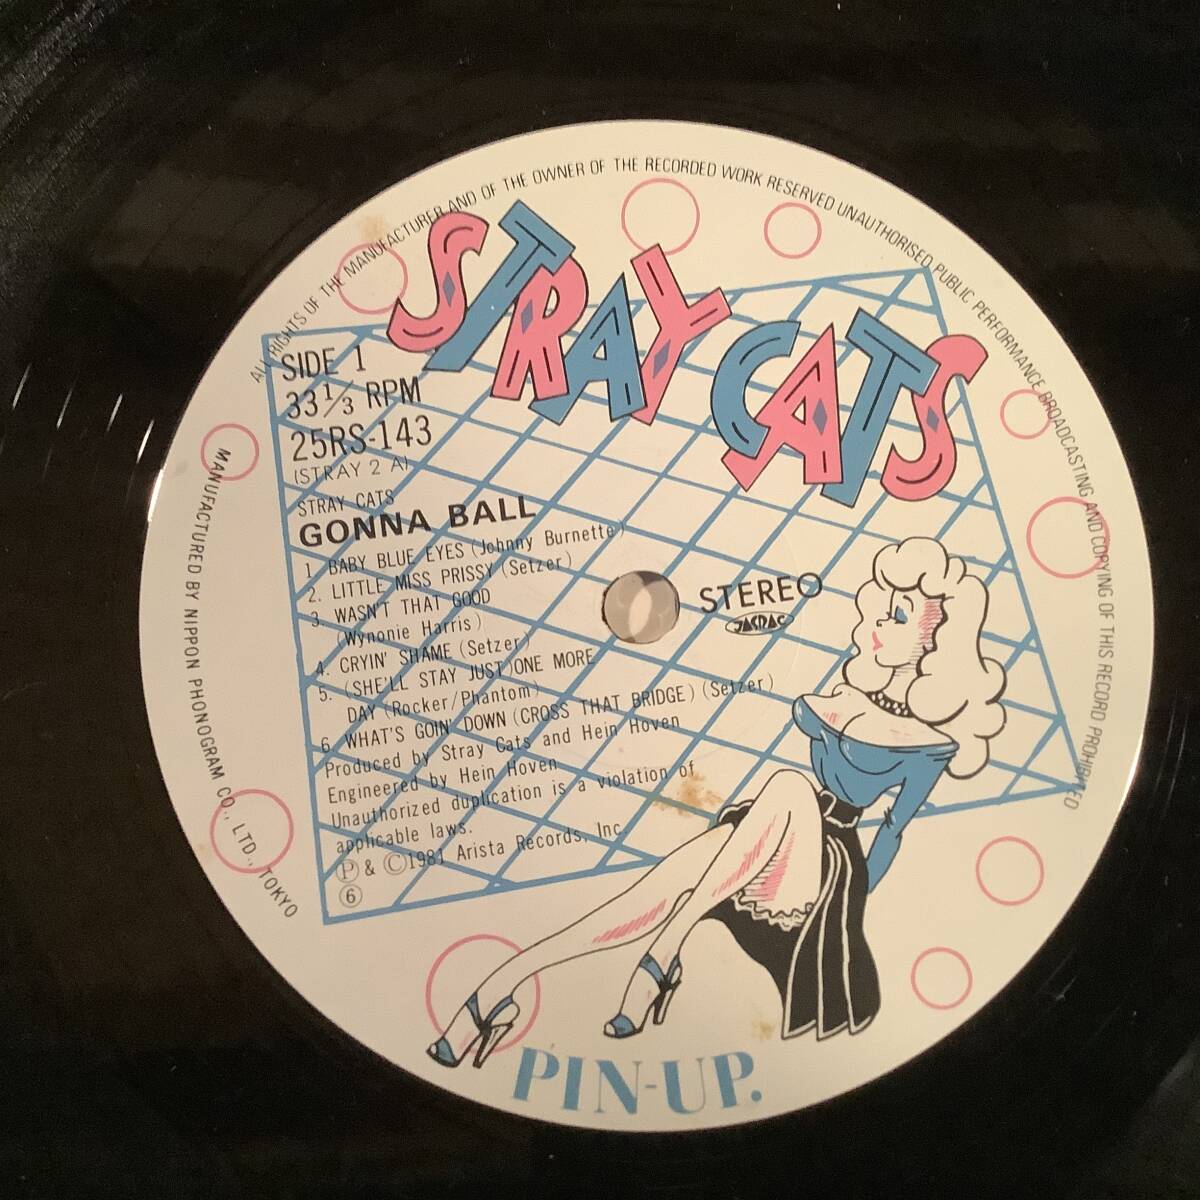 ALL RIGHTS OF THE MANUFACTURER AND OF THE OWNER OF THE RECORDED WORK RESERVED UNAUTHORISED PUBLIC PERFORMANCE BROADCASTING AND COPYING OF THIS RECORD PROHIBITED
STRAY CATS
SIDE 1
33 1/3 RPM
25RS-143
(STRAY 2 A)
STRAY CATS
GONNA BALL
1. BABY BLUE EYES (Johnny Burnette)
2. LITTLE MISS PRISSY (Setzer)
3. WASN'T THAT GOOD
(Wynonie Harris)
4. CRYIN' SHAME (Setzer)
5. (SHE'LL STAY JUST) ONE MORE
DAY (Rocker/Phantom)
6. WHAT'S GOIN' DOWN (CROSS THAT BRIDGE) (Setzer)
Produced by Stray Cats and Hein Hoven
Engineered by Hein Hoven
Unauthorized duplication is a violation of
applicable laws.
Ⓟ & Ⓒ1981 Arista Records, Inc.
⑥
STEREO
JASRAC
MANUFACTURED BY NIPPON PHONOGRAM CO., LTD., TOKYO
PIN-UP.